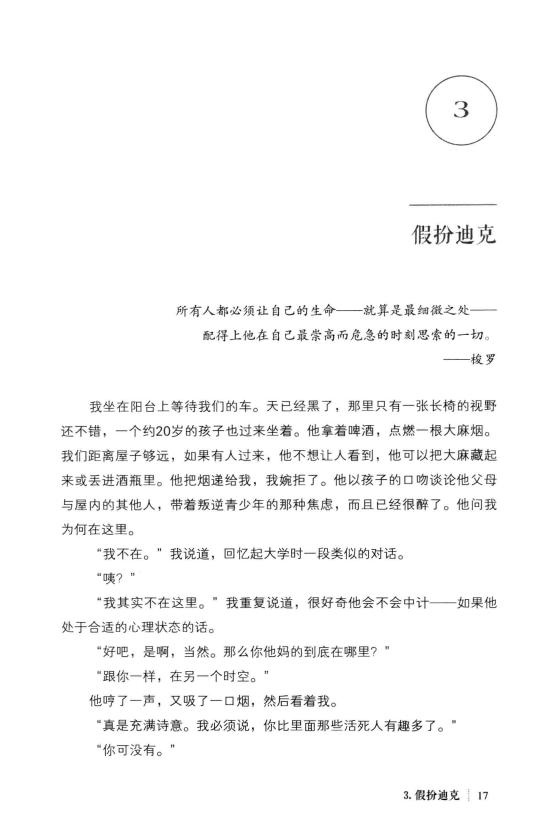 3
假扮迪克
所有人都必须让自己的生命——就算是最细微之处——
配得上他在自己最崇高而危急的时刻思索的一切。
——梭罗
我坐在阳台上等待我们的车。天已经黑了，那里只有一张长椅的视野
还不错，一个约20岁的孩子也过来坐着。他拿着啤酒，点燃一根大麻烟。
我们距离屋子够远，如果有人过来，他不想让人看到，他可以把大麻藏起
来或丢进酒瓶里。他把烟递给我，我婉拒了。他以孩子的口吻谈论他父母
与屋内的其他人，带着叛逆青少年的那种焦虑，而且已经很醉了。他问我
为何在这里。
“我不在。”我说道，回忆起大学时一段类似的对话。
“咦？”
“我其实不在这里。”我重复说道，很好奇他会不会中计——如果他
处于合适的心理状态的话。
“好吧，是啊，当然。那么你他妈的到底在哪里？”
“跟你一样，在另一个时空。”
他哼了一声，又吸了一口烟，然后看着我。
“真是充满诗意。我必须说，你比里面那些活死人有趣多了。”
“你可没有。”
3. 假扮迪克 17